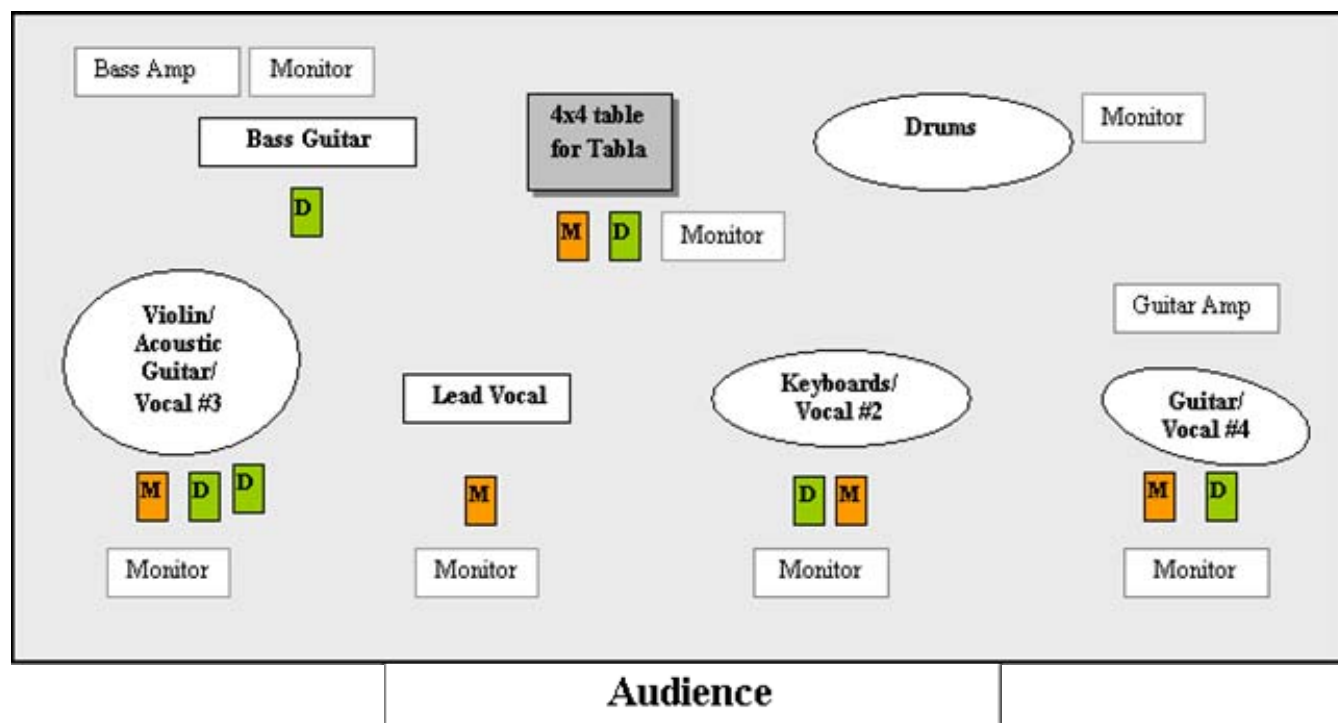 Bass Amp
Monitor
Bass Guitar
D
4x4 table
for Tabla
M
D
Monitor
Drums
Monitor
Violin/
Acoustic
Guitar/
Vocal #3
M
D
D
Monitor
Lead Vocal
M
Monitor
Keyboards/
Vocal #2
D
M
Monitor
Guitar Amp
Guitar/
Vocal #4
M
D
Monitor
Audience